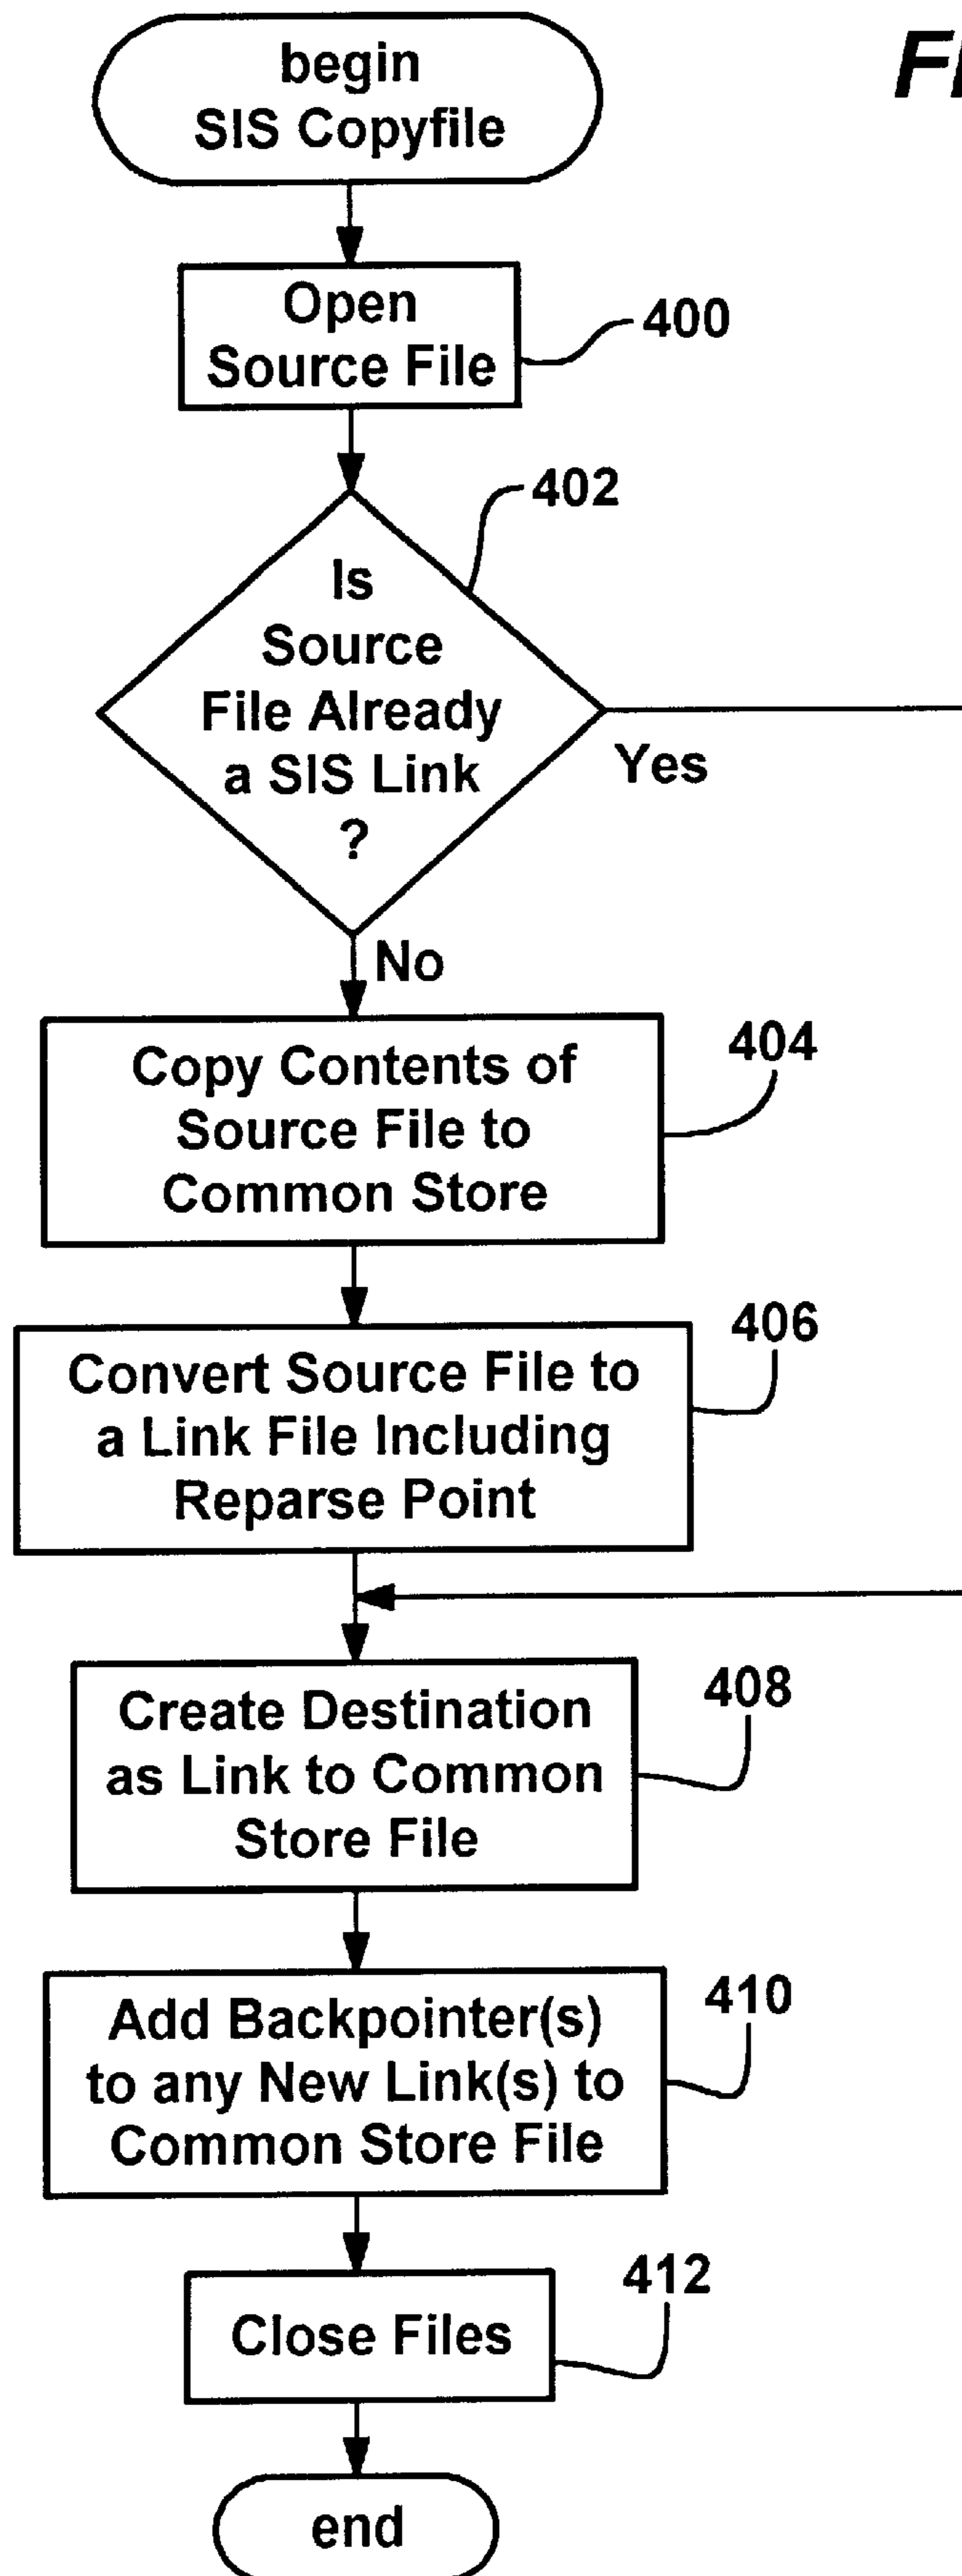 begin
SIS Copyfile
Open
Source File
400
402
Is
Source
File Already
a SIS Link
?
Yes
No
Copy Contents of
Source File to
Common Store
404
Convert Source File to
a Link File Including
Reparse Point
406
Create Destination
as Link to Common
Store File
408
Add Backpointer(s)
to any New Link(s) to
Common Store File
410
Close Files
412
end